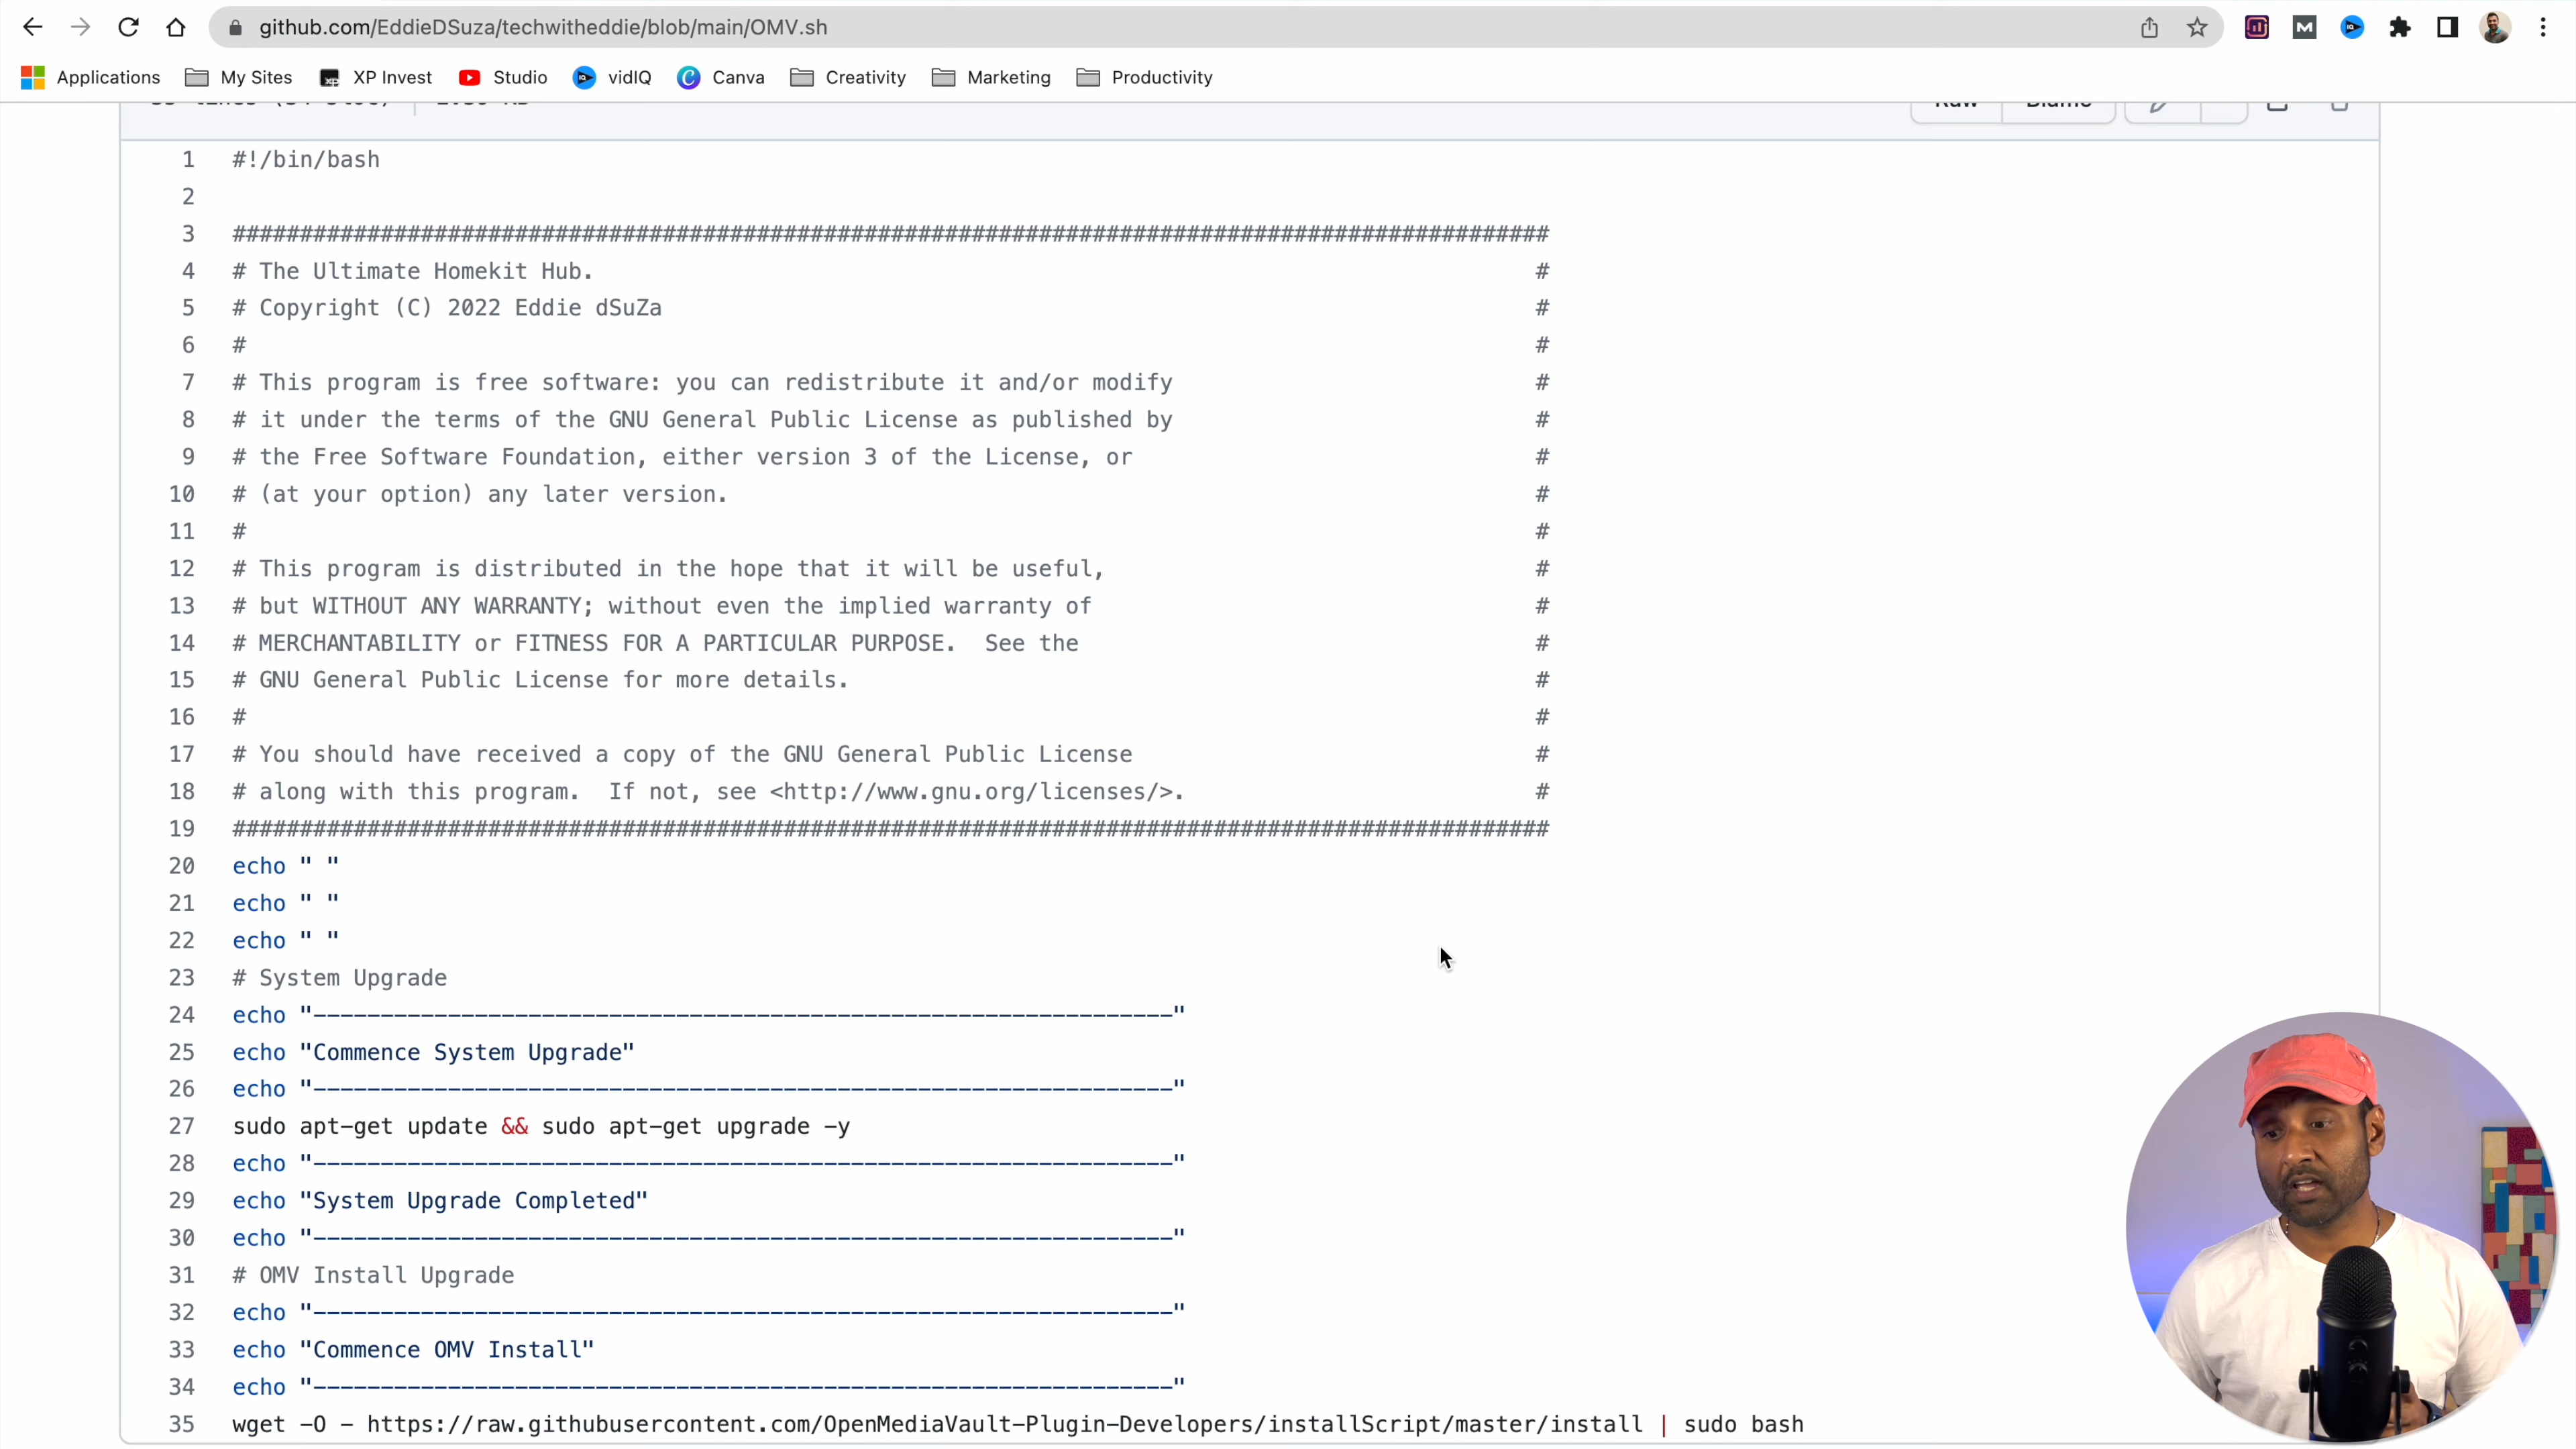 github.com/EddieDSuza/techwitheddie/blob/main/OMV.sh
Applications My Sites XP Invest Studio vidIQ Canva Creativity Marketing Productivity
Raw Blame
1 #!/bin/bash
2
3 ##################################################################################################
4 # The Ultimate Homekit Hub. #
5 # Copyright (C) 2022 Eddie dSuZa #
6 # #
7 # This program is free software: you can redistribute it and/or modify #
8 # it under the terms of the GNU General Public License as published by #
9 # the Free Software Foundation, either version 3 of the License, or #
10 # (at your option) any later version. #
11 # #
12 # This program is distributed in the hope that it will be useful, #
13 # but WITHOUT ANY WARRANTY; without even the implied warranty of #
14 # MERCHANTABILITY or FITNESS FOR A PARTICULAR PURPOSE.  See the #
15 # GNU General Public License for more details. #
16 # #
17 # You should have received a copy of the GNU General Public License #
18 # along with this program.  If not, see <http://www.gnu.org/licenses/>. #
19 ##################################################################################################
20 echo " "
21 echo " "
22 echo " "
23 # System Upgrade
24 echo "----------------------------------------------------------------"
25 echo "Commence System Upgrade"
26 echo "----------------------------------------------------------------"
27 sudo apt-get update && sudo apt-get upgrade -y
28 echo "----------------------------------------------------------------"
29 echo "System Upgrade Completed"
30 echo "----------------------------------------------------------------"
31 # OMV Install Upgrade
32 echo "----------------------------------------------------------------"
33 echo "Commence OMV Install"
34 echo "----------------------------------------------------------------"
35 wget -O - https://raw.githubusercontent.com/OpenMediaVault-Plugin-Developers/installScript/master/install | sudo bash